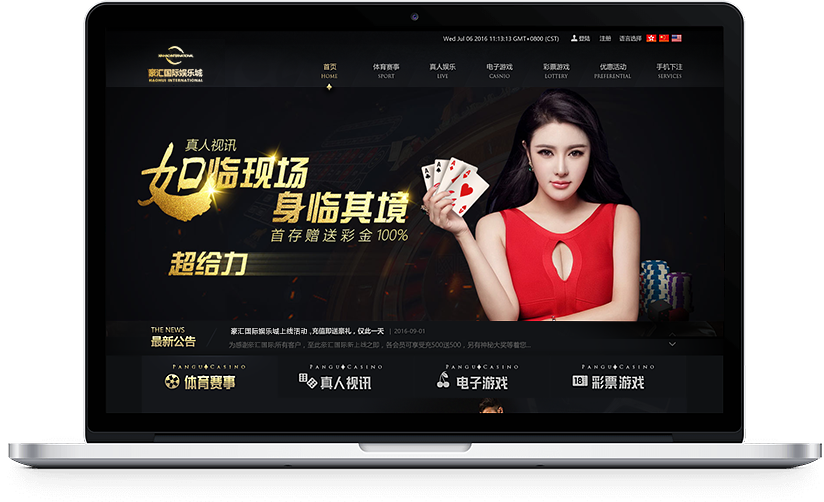 Wed Jul 06 2016 11:13:13 GMT+0800 (CST) 登陆 注册 语言选择
豪汇国际娱乐城
HAOHUI INTERNATIONAL
首页 体育赛事 真人娱乐 电子游戏 彩票游戏 优惠活动 手机下注
HOME SPORT LIVE CASNIO LOTTERY PREFERENTIAL SERVICES
真人视讯
如临现场
身临其境
首存赠送彩金100%
超给力
A A A A
THE NEWS
最新公告
豪汇国际娱乐城上线活动，充值即送豪礼，仅此一天 | 2016-09-01
为感谢豪汇国际所有客户，至此豪汇国际新上线之即，各会员可享受充500送500，另有神秘大奖等着您...
PANGU♦CASINO PANGU♦CASINO PANGU♦CASINO PANGU♦CASINO
体育赛事 真人视讯 电子游戏 18 彩票游戏